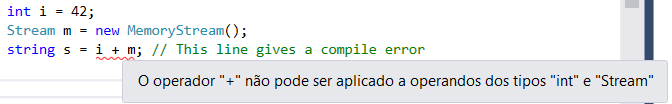 int i = 42;
Stream m = new MemoryStream();
string s = i + m; // This line gives a compile error
O operador "+" não pode ser aplicado a operandos dos tipos "int" e "Stream"